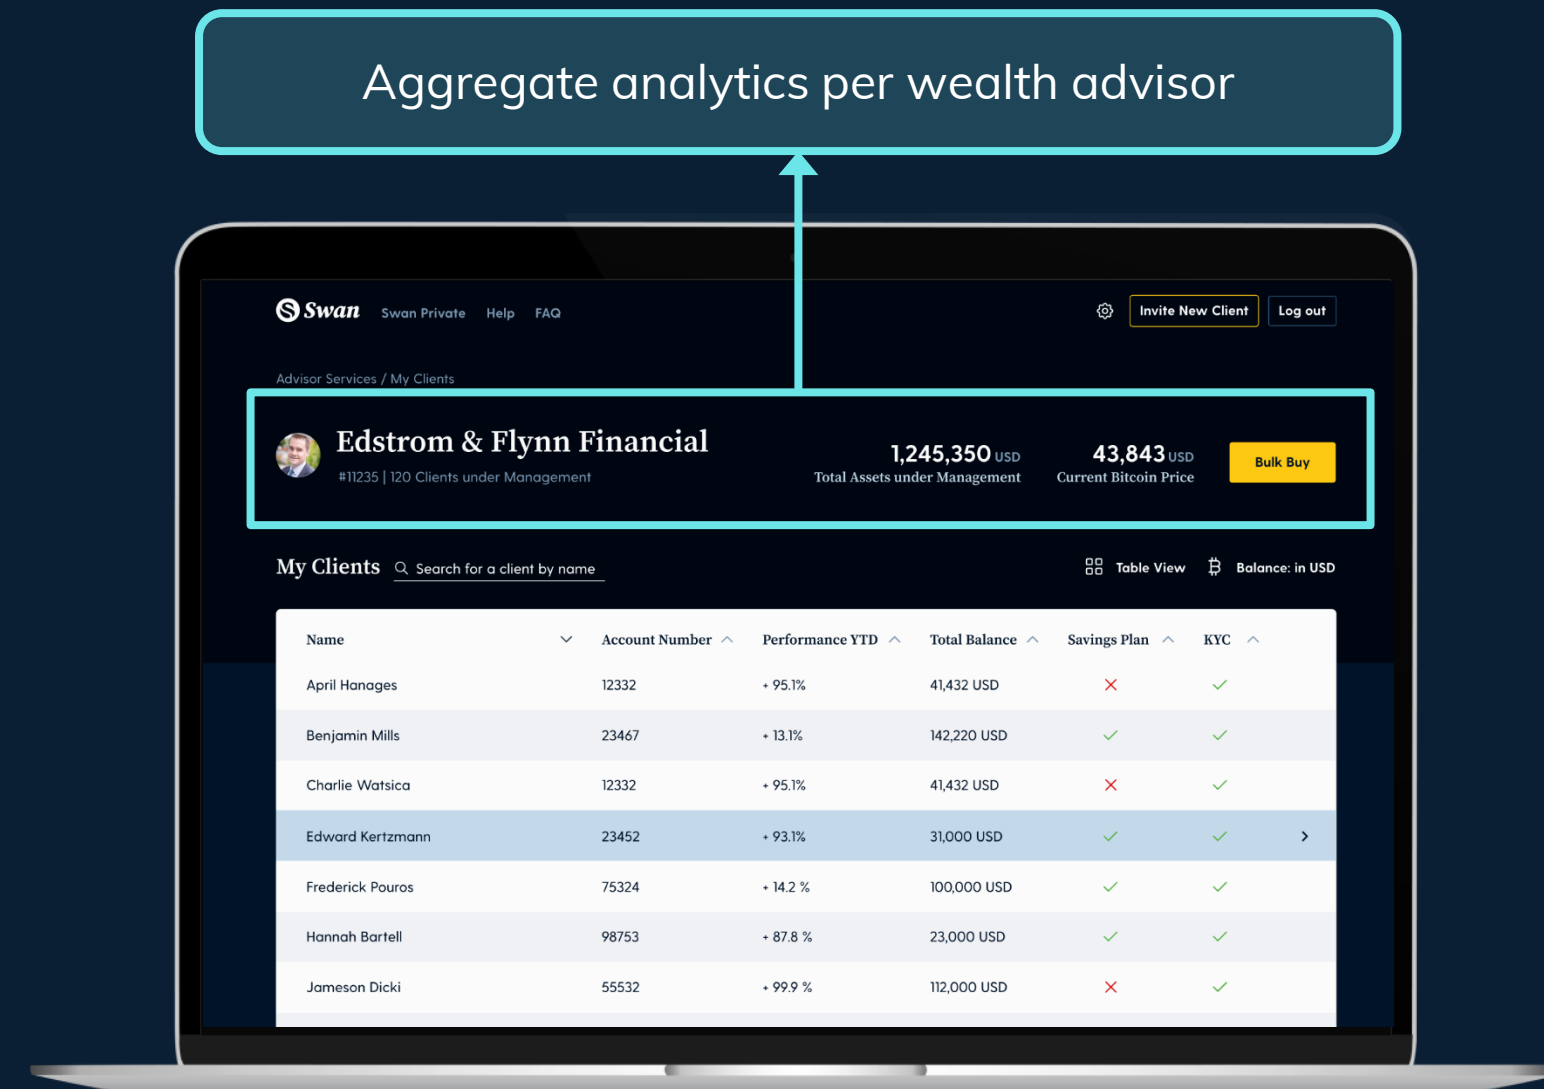 Aggregate analytics per wealth advisor
Swan Swan Private Help FAQ Invite New Client Log out
Advisor Services / My Clients
Edstrom & Flynn Financial
#11235 | 120 Clients under Management
1,245,350 USD
Total Assets under Management
43,843 USD
Current Bitcoin Price
Bulk Buy
My Clients Search for a client by name Table View Balance: in USD
Name Account Number Performance YTD Total Balance Savings Plan KYC
April Hanages 12332 + 95.1% 41,432 USD
Benjamin Mills 23467 + 13.1% 142,220 USD
Charlie Watsica 12332 + 95.1% 41,432 USD
Edward Kertzmann 23452 + 93.1% 31,000 USD
Frederick Pouros 75324 + 14.2 % 100,000 USD
Hannah Bartell 98753 + 87.8 % 23,000 USD
Jameson Dicki 55532 + 99.9 % 112,000 USD